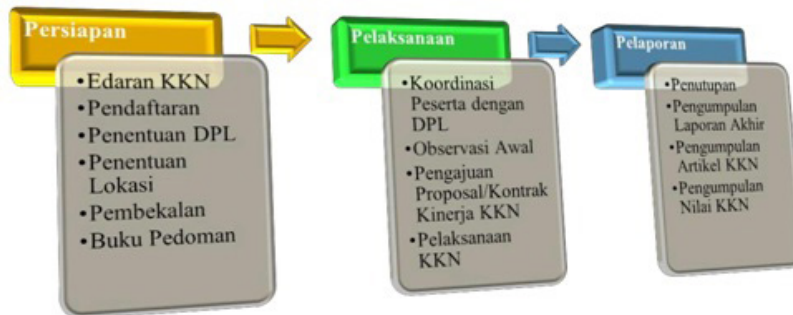 Persiapan
•Edaran KKN
•Pendaftaran
•Penentuan DPL
•Penentuan
Lokasi
•Pembekalan
•Buku Pedoman
Pelaksanaan
•Koordinasi
Peserta dengan
DPL
•Observasi Awal
•Pengajuan
Proposal/Kontrak
Kinerja KKN
•Pelaksanaan
KKN
Pelaporan
•Penutupan
•Pengumpulan
Laporan Akhir
•Pengumpulan
Artikel KKN
•Pengumpulan
Nilai KKN